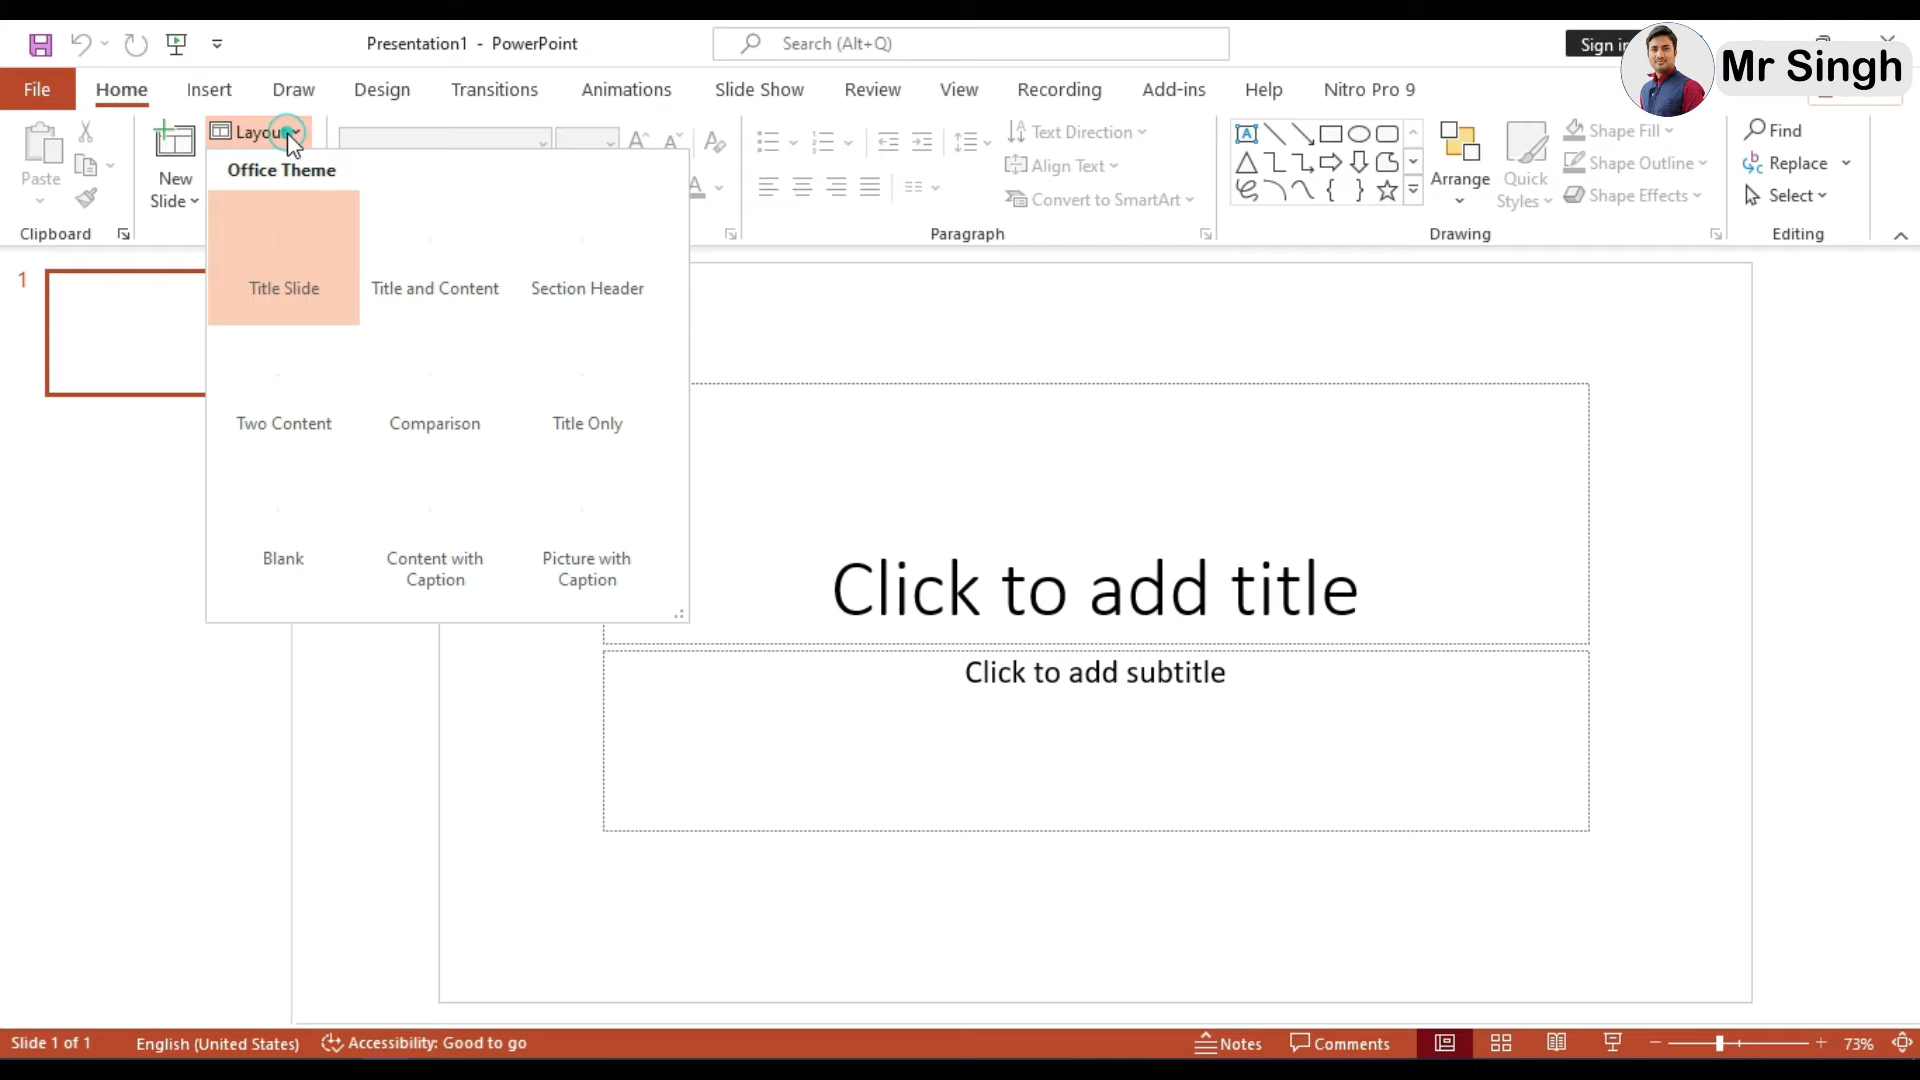 Presentation1 - PowerPoint
Search (Alt+Q)
Mr Singh
File
Home
Insert
Draw
Design
Transitions
Animations
Slide Show
Review
View
Recording
Add-ins
Help
Nitro Pro 9
Paste
Clipboard
New
Slide
Office Theme
Title Slide
Title and Content
Section Header
Two Content
Comparison
Title Only
Blank
Content with
Caption
Picture with
Caption
Text Direction
Align Text
Convert to SmartArt
Paragraph
Arrange
Quick
Styles
Shape Fill
Shape Outline
Shape Effects
Drawing
Find
Replace
Select
Editing
1
Click to add title
Click to add subtitle
Slide 1 of 1
English (United States)
Accessibility: Good to go
Notes
Comments
73%